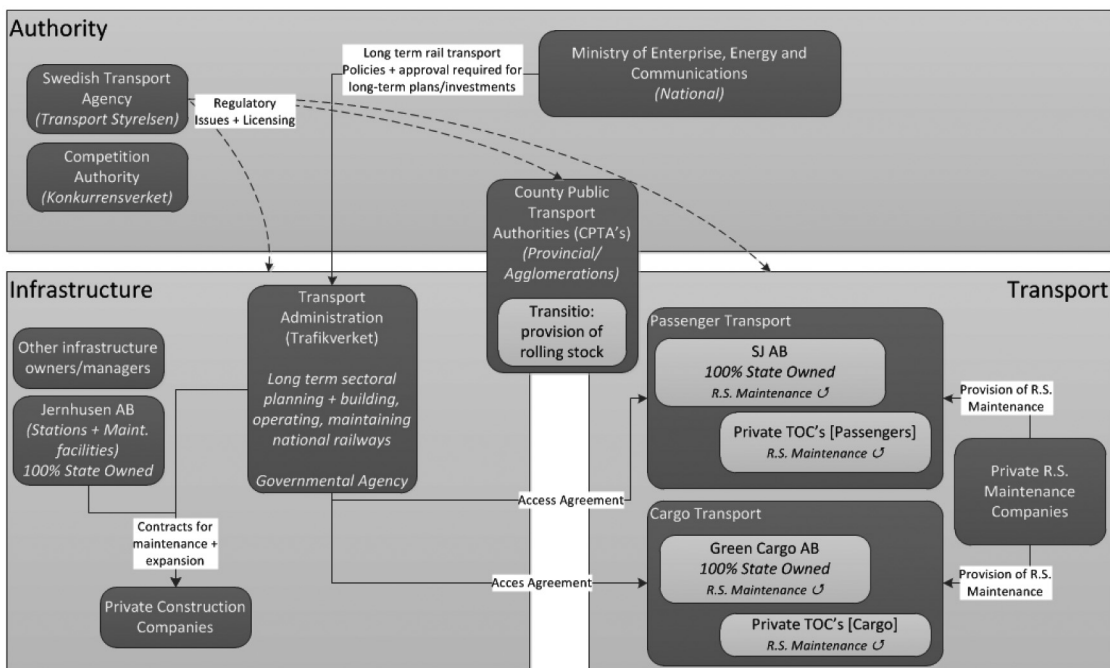 Authority
Swedish Transport
Agency
(Transport Styrelsen)
Competition
Authority
(Konkurrensverket)
Regulatory
Issues + Licensing
Long term rail transport
Policies + approval required for
long-term plans/investments
Ministry of Enterprise, Energy and
Communications
(National)
County Public
Transport
Authorities (CPTA's)
(Provincial/
Agglomerations)
Transitio:
provision of
rolling stock
Infrastructure
Other infrastructure
owners/managers
Jernhusen AB
(Stations + Maint.
facilities)
100% State Owned
Transport
Administration
(Trafikverket)
Long term sectoral
planning + building,
operating, maintaining
national railways
Governmental Agency
Contracts for
maintenance +
expansion
Private Construction
Companies
Access Agreement
Acces Agreement
Transport
Passenger Transport
SJ AB
100% State Owned
R.S. Maintenance ↺
Private TOC's [Passengers]
R.S. Maintenance ↺
Cargo Transport
Green Cargo AB
100% State Owned
R.S. Maintenance ↺
Private TOC's [Cargo]
R.S. Maintenance ↺
Provision of R.S.
Maintenance
Private R.S.
Maintenance
Companies
Provision of R.S.
Maintenance